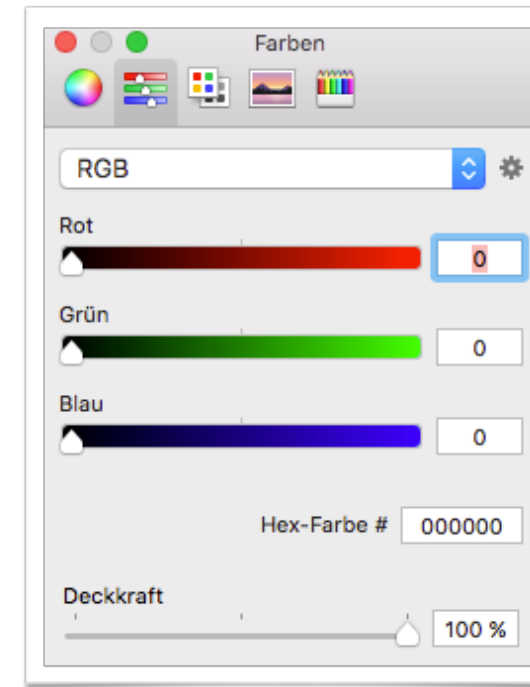 Farben
RGB
Rot
0
Grün
0
Blau
0
Hex-Farbe # 000000
Deckkraft
100 %